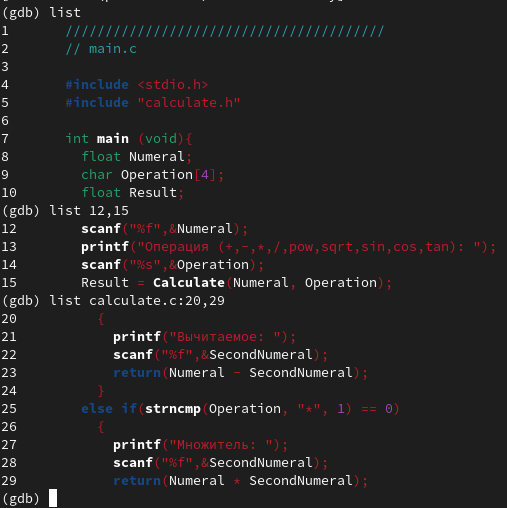 (gdb) list
1       //////////////////////////////////////////
2       // main.c
3
4       #include <stdio.h>
5       #include "calculate.h"
6
7       int main (void){
8         float Numeral;
9         char Operation[4];
10        float Result;
(gdb) list 12,15
12        scanf("%f",&Numeral);
13        printf("Операция (+,-,*,/,pow,sqrt,sin,cos,tan): ");
14        scanf("%s",&Operation);
15        Result = Calculate(Numeral, Operation);
(gdb) list calculate.c:20,29
20          {
21            printf("Вычитаемое: ");
22            scanf("%f",&SecondNumeral);
23            return(Numeral - SecondNumeral);
24          }
25        else if(strncmp(Operation, "*", 1) == 0)
26          {
27            printf("Множитель: ");
28            scanf("%f",&SecondNumeral);
29            return(Numeral * SecondNumeral);
(gdb)